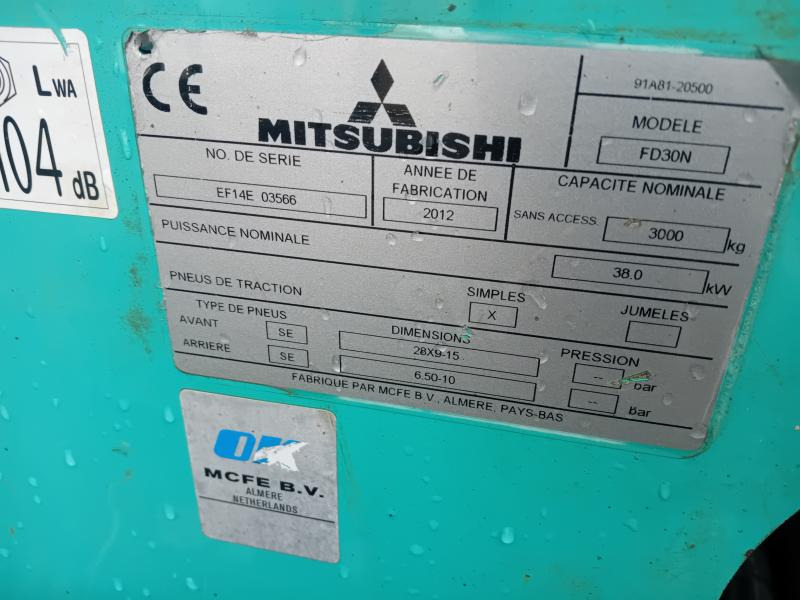 LWA
104 dB
CE
MITSUBISHI
91A81-20500
MODELE
FD30N
NO. DE SERIE
EF14E 03566
ANNEE DE
FABRICATION
2012
CAPACITE NOMINALE
SANS ACCESS.
3000 kg
PUISSANCE NOMINALE
38.0 kW
PNEUS DE TRACTION
SIMPLES
X
JUMELES
TYPE DE PNEUS
DIMENSIONS
PRESSION
AVANT SE 28X9-15 -- bar
ARRIERE SE 6.50-10 -- Bar
FABRIQUE PAR MCFE B.V., ALMERE, PAYS-BAS
OK
MCFE B.V.
ALMERE
NETHERLANDS